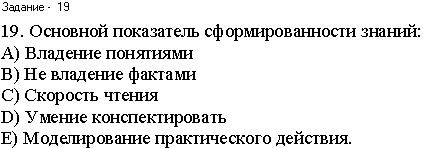 Задание - 19
19. Основной показатель сформированности знаний:
A) Владение понятиями
B) Не владение фактами
C) Скорость чтения
D) Умение конспектировать
E) Моделирование практического действия.